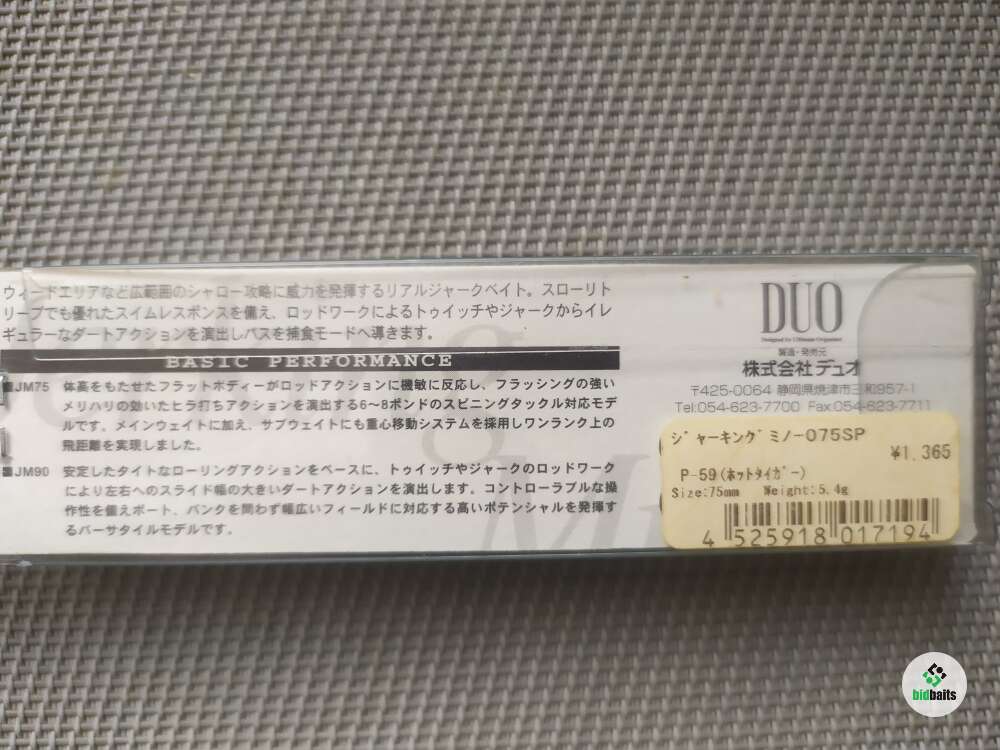 ウィードエリアなど広範囲のシャロー攻略に威力を発揮するリアルジャークベイト。スローリト
リーブでも優れたスイムレスポンスを備え、ロッドワークによるトゥイッチやジャークからイレ
ギュラーなダートアクションを演出しバスを捕食モードへ導きます。
BASIC PERFORMANCE
■JM75 体高をもたせたフラットボディーがロッドアクションに機敏に反応し、フラッシングの強い
メリハリの効いたヒラ打ちアクションを演出する6〜8ポンドのスピニングタックル対応モデ
ルです。メインウェイトに加え、サブウェイトにも重心移動システムを採用しワンランク上の
飛距離を実現しました。
■JM90 安定したタイトなローリングアクションをベースに、トゥイッチやジャークのロッドワーク
により左右へのスライド幅の大きいダートアクションを演出します。コントローラブルな操
作性を備えボート、バンクを問わず幅広いフィールドに対応する高いポテンシャルを発揮す
るバーサタイルモデルです。
DUO
Designed by Ultimate Organizer
製造・発売元
株式会社 デュオ
〒425-0064 静岡県焼津市三和957-1
Tel:054-623-7700 Fax.054-623-7711
ジャーキングミノー075SP
¥1,365
P-59(ホットタイガー)
Size:75mm Weight:5.4g
4 525918 017194
bidbaits